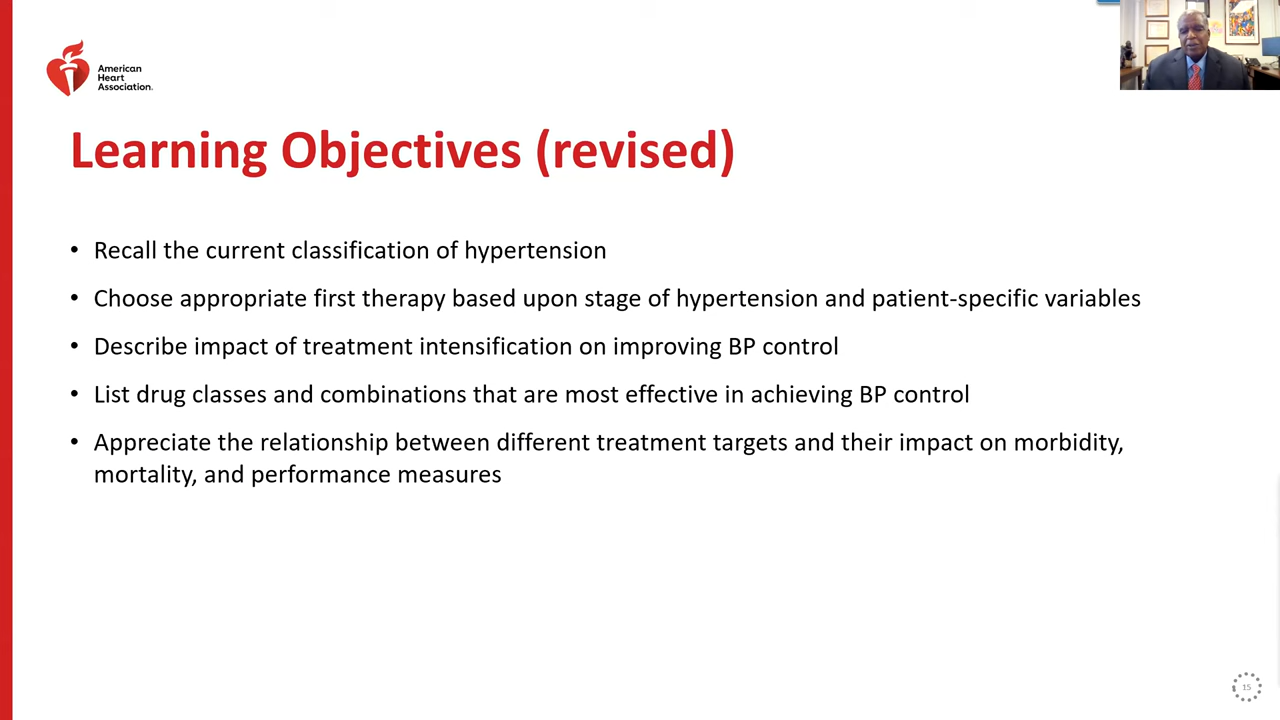 American
Heart
Association.
Learning Objectives (revised)
• Recall the current classification of hypertension
• Choose appropriate first therapy based upon stage of hypertension and patient-specific variables
• Describe impact of treatment intensification on improving BP control
• List drug classes and combinations that are most effective in achieving BP control
• Appreciate the relationship between different treatment targets and their impact on morbidity,
mortality, and performance measures
15